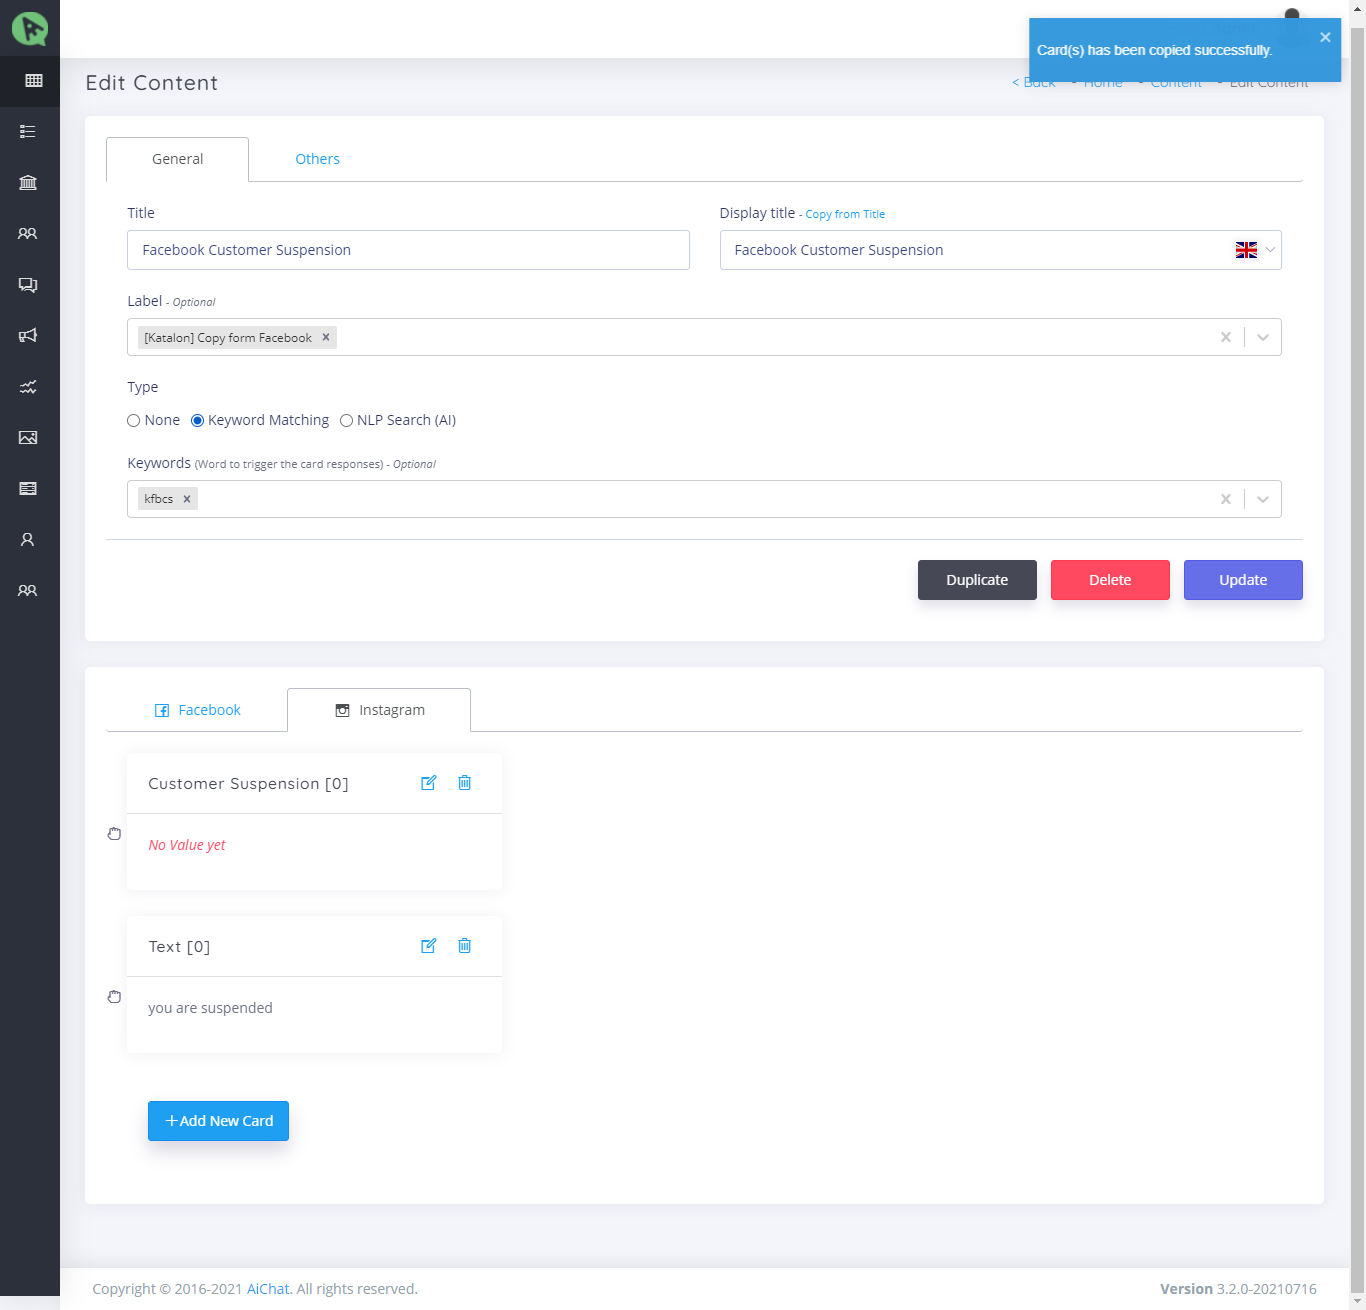 Card(s) has been copied successfully.
Edit Content
< Back - Home - Content - Edit Content
General
Others
Title
Display title - Copy from Title
Facebook Customer Suspension
Facebook Customer Suspension
Label - Optional
[Katalon] Copy form Facebook
Type
None Keyword Matching NLP Search (AI)
Keywords (Word to trigger the card responses) - Optional
kfbcs
Duplicate
Delete
Update
Facebook
Instagram
Customer Suspension [0]
No Value yet
Text [0]
you are suspended
+Add New Card
Copyright © 2016-2021 AiChat. All rights reserved.
Version 3.2.0-20210716